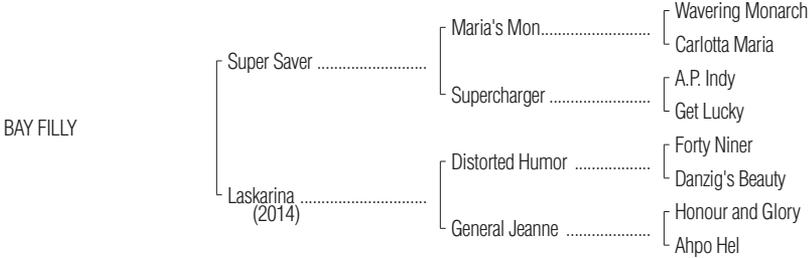 Wavering Monarch
Maria's Mon..........................
Carlotta Maria
Super Saver ..........................
A.P. Indy
Supercharger ........................
Get Lucky
BAY FILLY
Forty Niner
Distorted Humor ..................
Danzig's Beauty
Laskarina ..............................
(2014)
Honour and Glory
General Jeanne ....................
Ahpo Hel